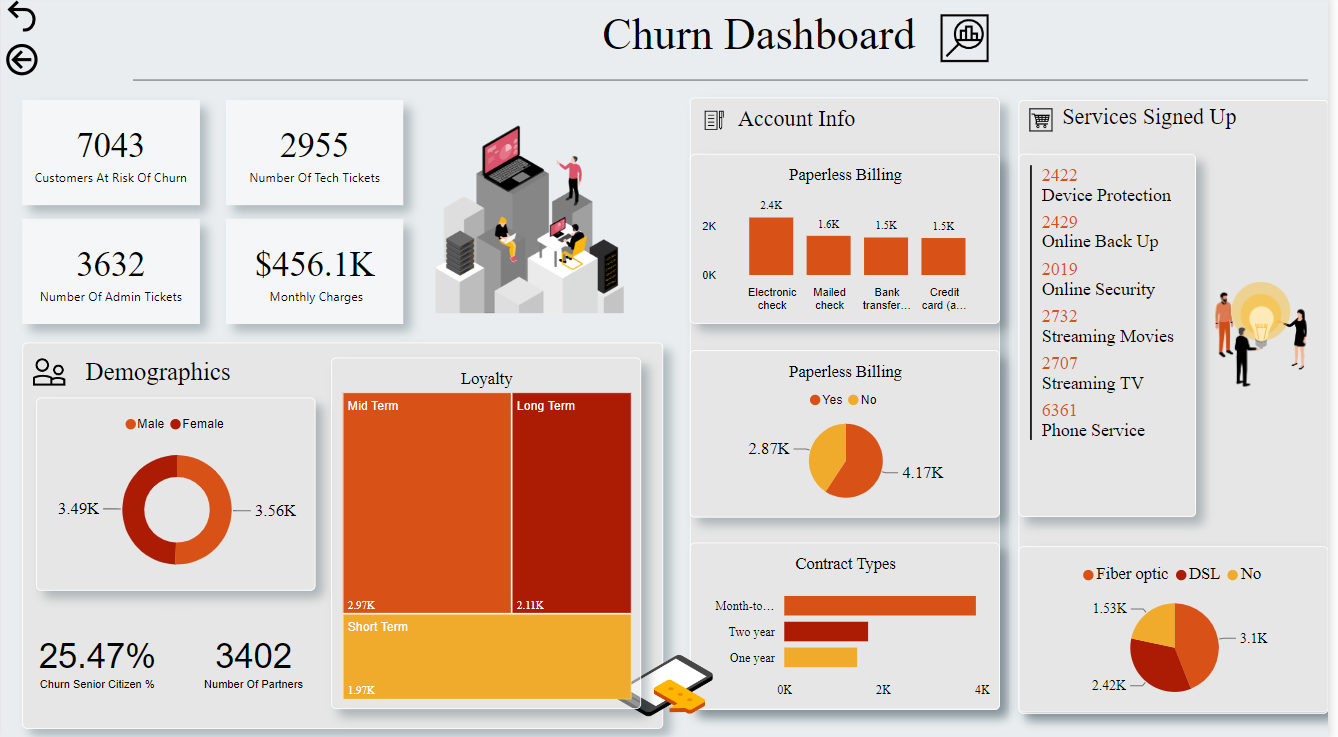 Churn Dashboard
7043
Customers At Risk Of Churn
2955
Number Of Tech Tickets
3632
Number Of Admin Tickets
$456.1K
Monthly Charges
Demographics
Male Female
3.49K
3.56K
25.47%
Churn Senior Citizen %
3402
Number Of Partners
Loyalty
Mid Term
2.97K
Long Term
2.11K
Short Term
1.97K
Account Info
Paperless Billing
2K
0K
2.4K
1.6K
1.5K
1.5K
Electronic
check
Mailed
check
Bank
transfer...
Credit
card (a...
Paperless Billing
Yes No
2.87K
4.17K
Contract Types
Month-to...
Two year
One year
0K 2K 4K
Services Signed Up
2422
Device Protection
2429
Online Back Up
2019
Online Security
2732
Streaming Movies
2707
Streaming TV
6361
Phone Service
Fiber optic DSL No
1.53K
3.1K
2.42K